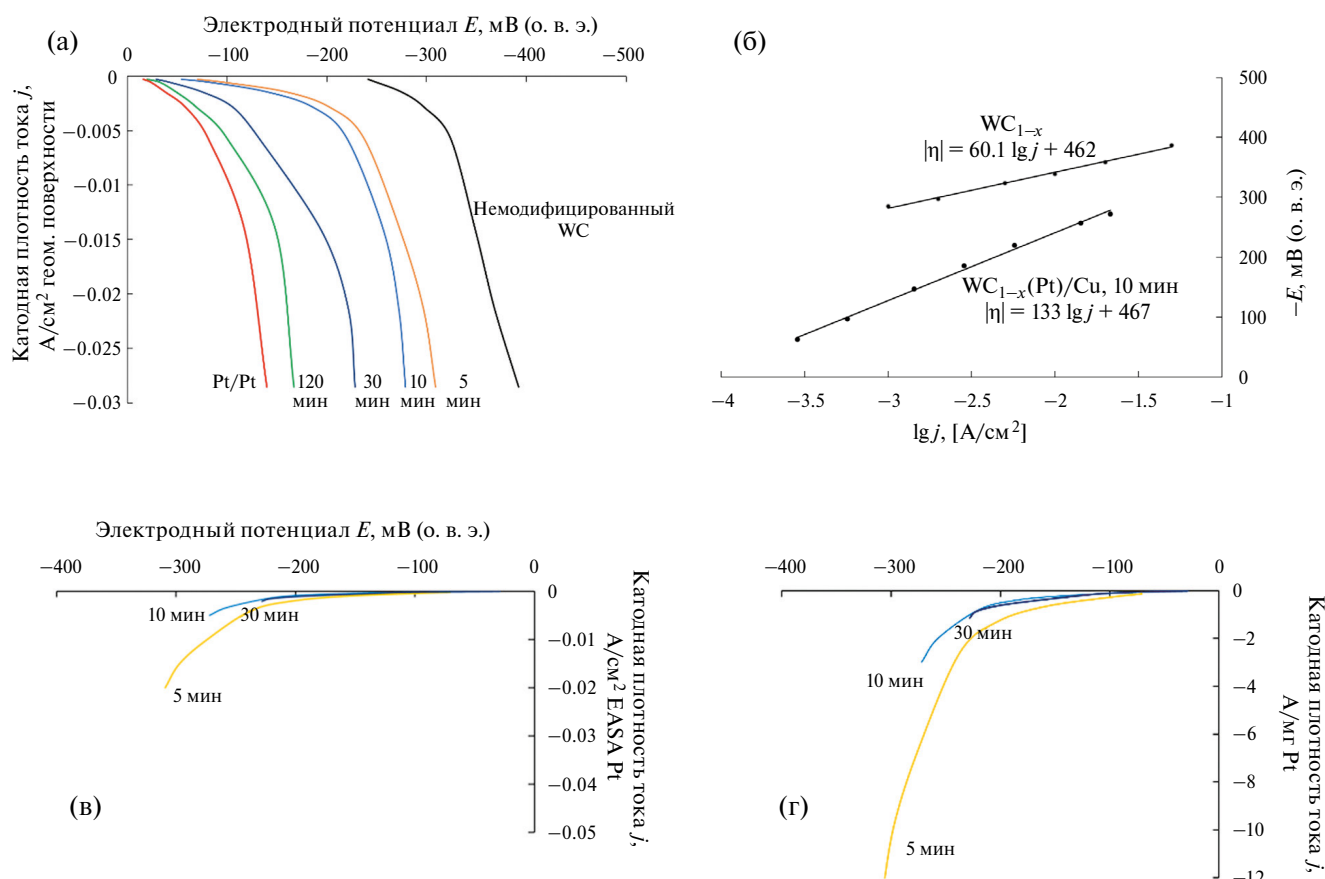 (а)
Электродный потенциал E, мВ (о. в. э.)
0
−100
−200
−300
−400
−500
Катодная плотность тока j,
А/см² геом. поверхности
0
−0.005
−0.01
−0.015
−0.02
−0.025
−0.03
Немодифицированный
WC
Pt/Pt
120
мин
30
мин
10
мин
5
мин
(б)
500
400
300
200
100
0
−E, мВ (о. в. э.)
WC₁₋ₓ
|η| = 60.1 lg j + 462
WC₁₋ₓ(Pt)/Cu, 10 мин
|η| = 133 lg j + 467
−4
−3.5
−3
−2.5
−2
−1.5
−1
lg j, [А/см²]
(в)
Электродный потенциал E, мВ (о. в. э.)
−400
−300
−200
−100
0
0
−0.01
−0.02
−0.03
−0.04
−0.05
Катодная плотность тока j,
А/см² EASA Pt
10 мин
30 мин
5 мин
(г)
−400
−300
−200
−100
0
0
−2
−4
−6
−8
−10
−12
Катодная плотность тока j,
А/мг Pt
30 мин
10 мин
5 мин